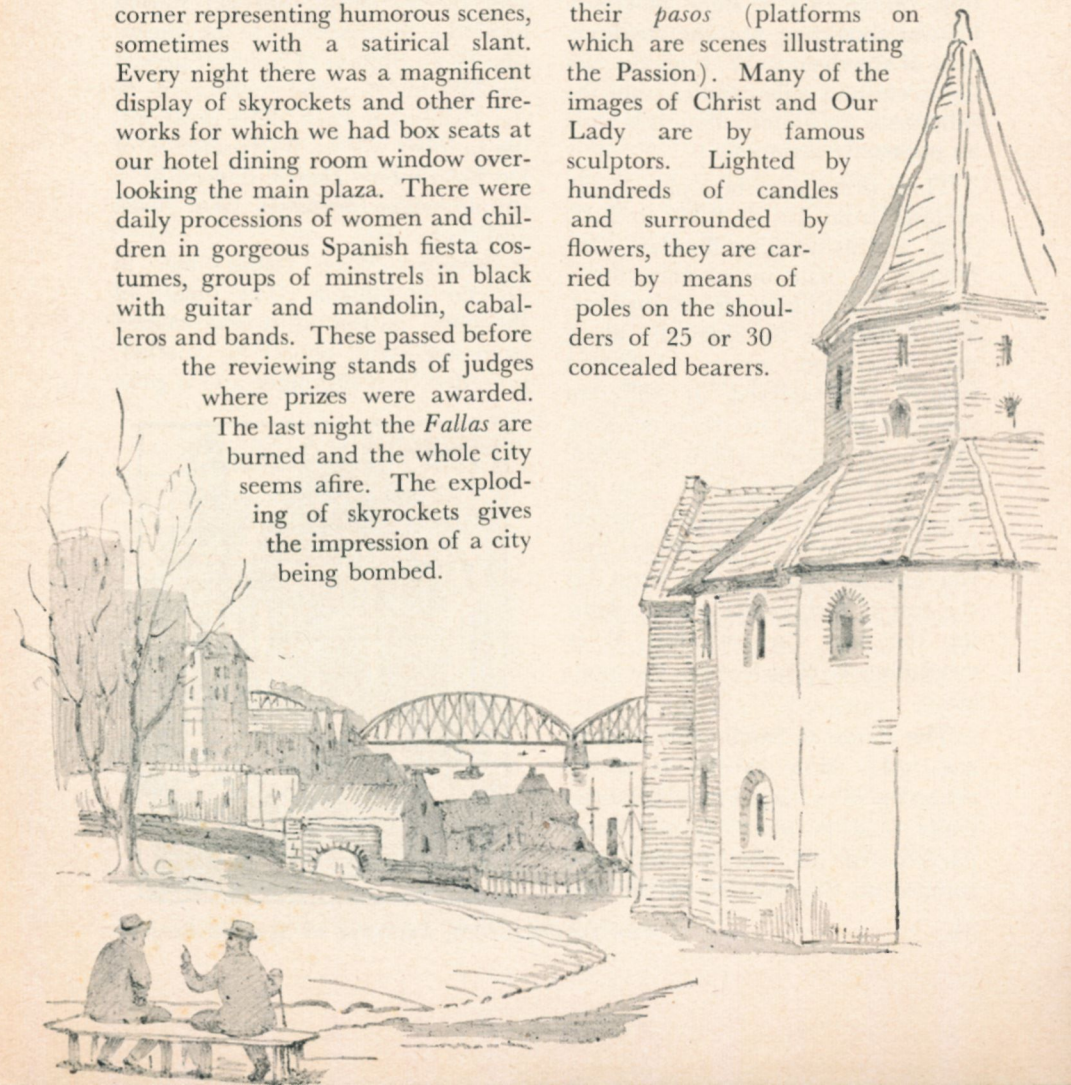 corner representing humorous scenes,
sometimes with a satirical slant.
Every night there was a magnificent
display of skyrockets and other fire-
works for which we had box seats at
our hotel dining room window over-
looking the main plaza. There were
daily processions of women and chil-
dren in gorgeous Spanish fiesta cos-
tumes, groups of minstrels in black
with guitar and mandolin, cabal-
leros and bands. These passed before
the reviewing stands of judges
where prizes were awarded.
The last night the Fallas are
burned and the whole city
seems afire. The explod-
ing of skyrockets gives
the impression of a city
being bombed.
their pasos (platforms on
which are scenes illustrating
the Passion). Many of the
images of Christ and Our
Lady are by famous
sculptors. Lighted by
hundreds of candles
and surrounded by
flowers, they are car-
ried by means of
poles on the shoul-
ders of 25 or 30
concealed bearers.